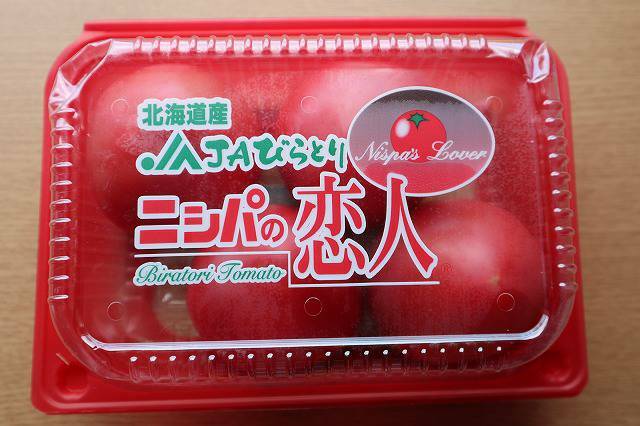 北海道産
JAびらとり
Nispa's Lover
ニシパの恋人
®
Biratori Tomato